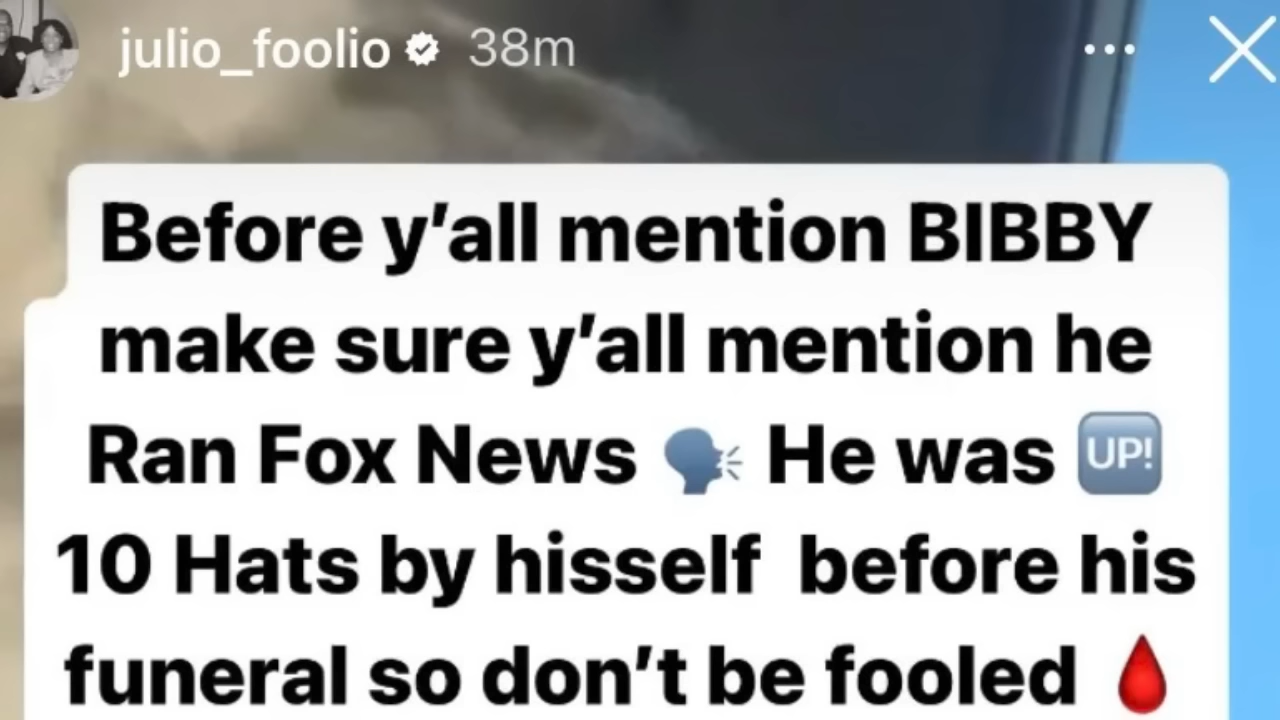 julio_foolio 38m
Before y’all mention BIBBY
make sure y’all mention he
Ran Fox News 🗣️ He was 🆙
10 Hats by hisself before his
funeral so don’t be fooled 🩸